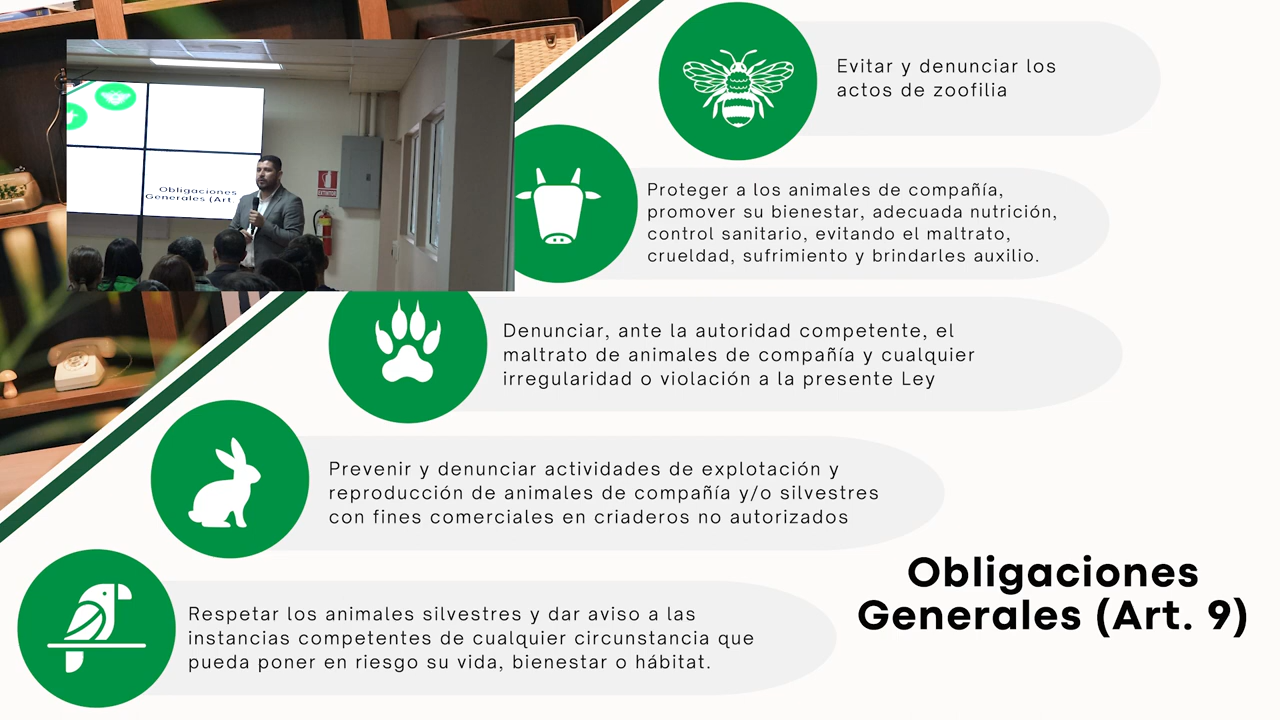 Evitar y denunciar los
actos de zoofilia
Proteger a los animales de compañía,
promover su bienestar, adecuada nutrición,
control sanitario, evitando el maltrato,
crueldad, sufrimiento y brindarles auxilio.
Denunciar, ante la autoridad competente, el
maltrato de animales de compañía y cualquier
irregularidad o violación a la presente Ley
Prevenir y denunciar actividades de explotación y
reproducción de animales de compañía y/o silvestres
con fines comerciales en criaderos no autorizados
Respetar los animales silvestres y dar aviso a las
instancias competentes de cualquier circunstancia que
pueda poner en riesgo su vida, bienestar o hábitat.
Obligaciones
Generales (Art. 9)
Obligaciones
Generales (Art.